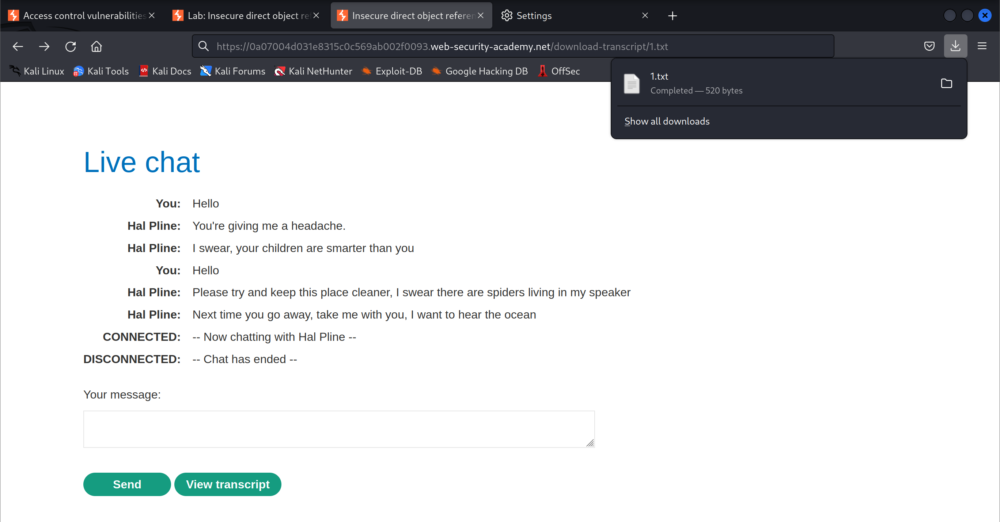 Access control vulnerabilities
Lab: Insecure direct object ref
Insecure direct object referen
Settings
https://0a07004d031e8315c0c569ab002f0093.web-security-academy.net/download-transcript/1.txt
Kali Linux Kali Tools Kali Docs Kali Forums Kali NetHunter Exploit-DB Google Hacking DB OffSec
1.txt
Completed — 520 bytes
Show all downloads
Live chat
You: Hello
Hal Pline: You're giving me a headache.
Hal Pline: I swear, your children are smarter than you
You: Hello
Hal Pline: Please try and keep this place cleaner, I swear there are spiders living in my speaker
Hal Pline: Next time you go away, take me with you, I want to hear the ocean
CONNECTED: -- Now chatting with Hal Pline --
DISCONNECTED: -- Chat has ended --
Your message:
Send View transcript